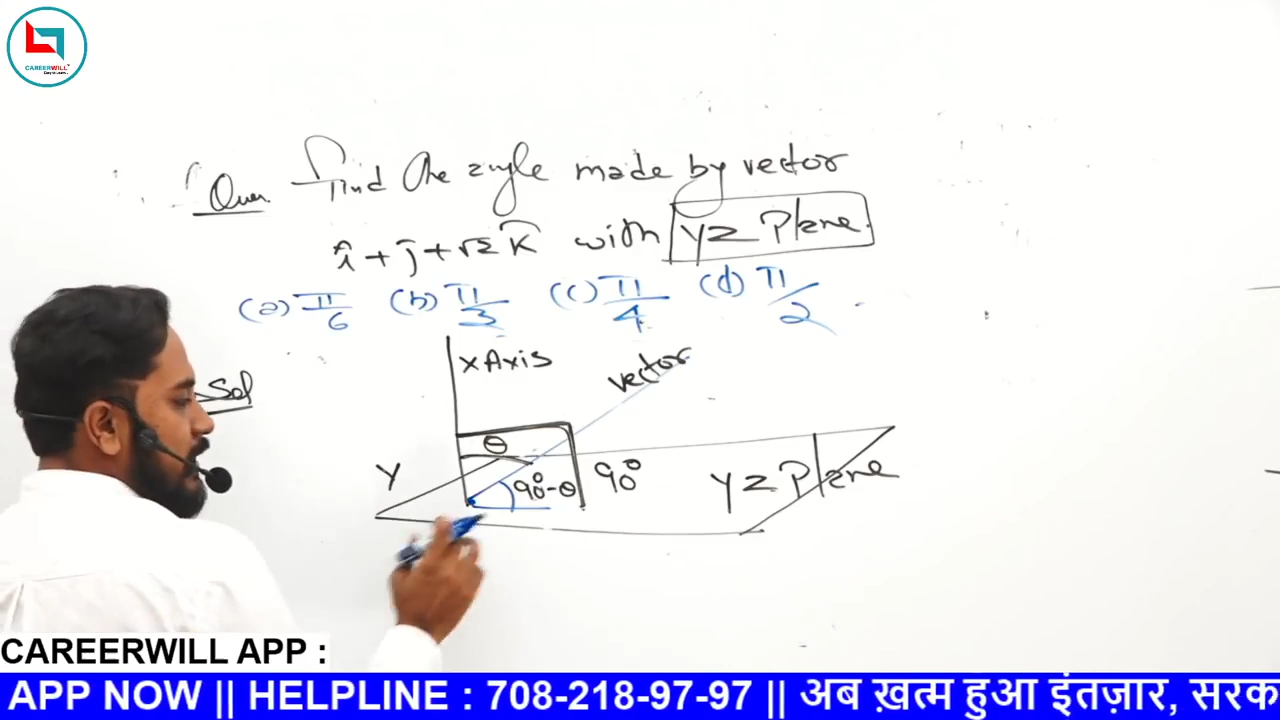 CAREERWILL
Ques. Find the angle made by vector
î + ĵ + √2 k̂ with YZ Plane.
(a) π/6 (b) π/3 (c) π/4 (d) π/2
Sol
X Axis
vector
θ
Y
90°-θ
90°
YZ Plane
CAREERWILL APP :
APP NOW || HELPLINE : 708-218-97-97 || अब ख़त्म हुआ इंतज़ार, सरक